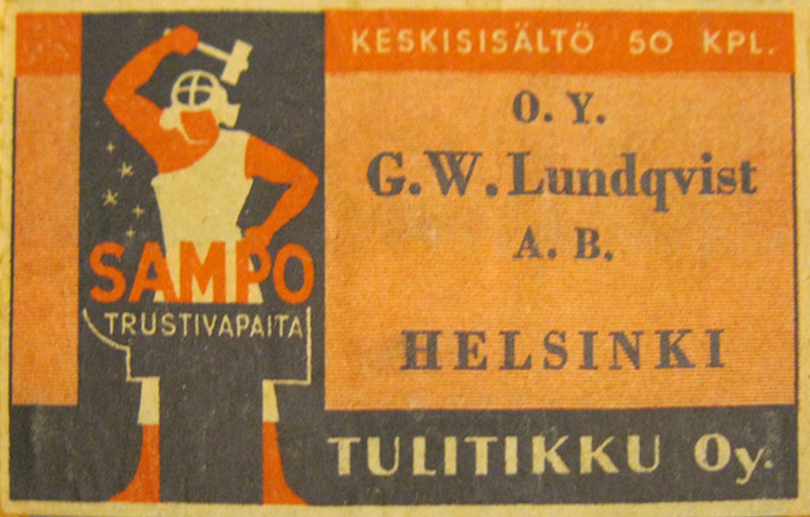 KESKISISÄLTÖ 50 KPL.
O. Y.
G. W. Lundqvist
A. B.
HELSINKI
SAMPO
TRUSTIVAPAITA
TULITIKKU Oy.